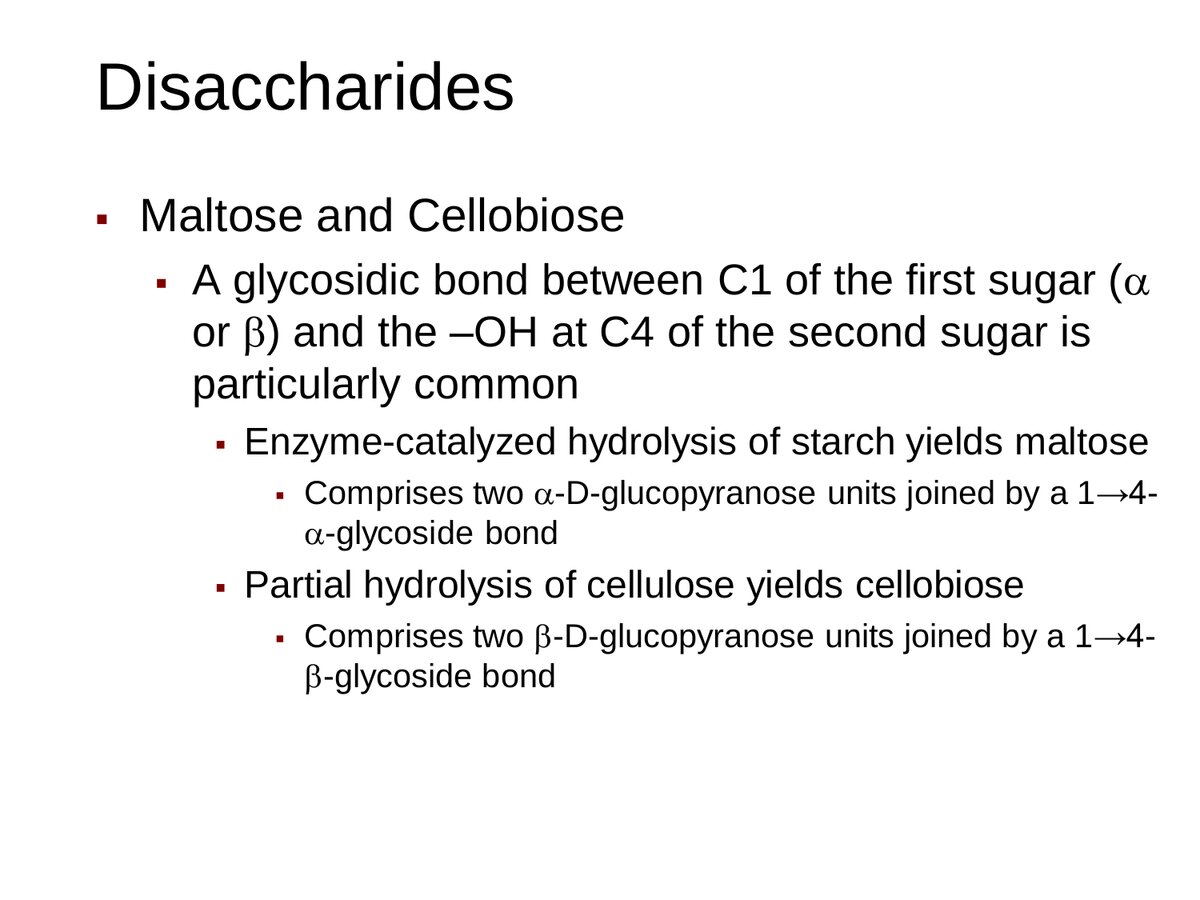 Disaccharides
▪ Maltose and Cellobiose
▪ A glycosidic bond between C1 of the first sugar (α
or β) and the –OH at C4 of the second sugar is
particularly common
▪ Enzyme-catalyzed hydrolysis of starch yields maltose
▪ Comprises two α-D-glucopyranose units joined by a 1→4-
α-glycoside bond
▪ Partial hydrolysis of cellulose yields cellobiose
▪ Comprises two β-D-glucopyranose units joined by a 1→4-
β-glycoside bond